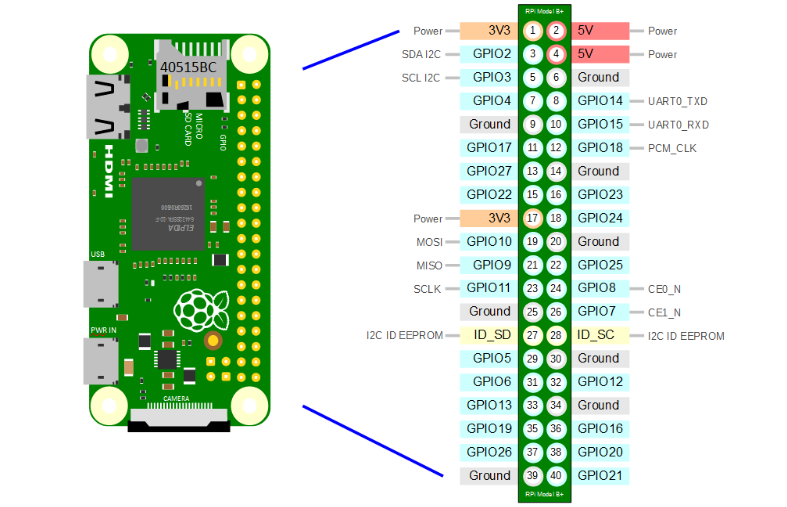 40515BC
MICRO
SD CARD
GPIO
HDMI
ELPIDA
USB
PWR IN
CAMERA
RPi Model B+
Power 3V3 1 2 5V Power
SDA I2C GPIO2 3 4 5V Power
SCL I2C GPIO3 5 6 Ground
GPIO4 7 8 GPIO14 UART0_TXD
Ground 9 10 GPIO15 UART0_RXD
GPIO17 11 12 GPIO18 PCM_CLK
GPIO27 13 14 Ground
GPIO22 15 16 GPIO23
Power 3V3 17 18 GPIO24
MOSI GPIO10 19 20 Ground
MISO GPIO9 21 22 GPIO25
SCLK GPIO11 23 24 GPIO8 CE0_N
Ground 25 26 GPIO7 CE1_N
I2C ID EEPROM ID_SD 27 28 ID_SC I2C ID EEPROM
GPIO5 29 30 Ground
GPIO6 31 32 GPIO12
GPIO13 33 34 Ground
GPIO19 35 36 GPIO16
GPIO26 37 38 GPIO20
Ground 39 40 GPIO21
RPi Model B+